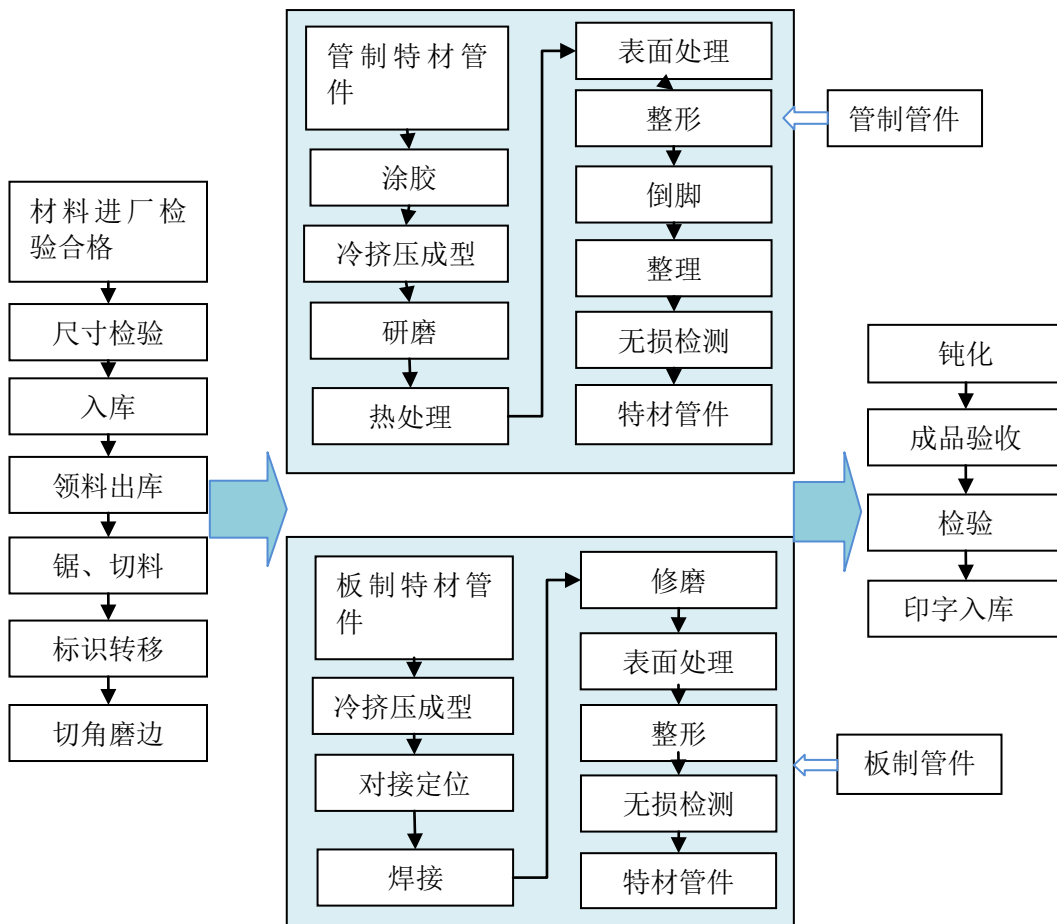 材料进厂检
验合格
尺寸检验
入库
领料出库
锯、切料
标识转移
切角磨边
管制特材管
件
涂胶
冷挤压成型
研磨
热处理
表面处理
整形
倒脚
整理
无损检测
特材管件
管制管件
板制特材管
件
冷挤压成型
对接定位
焊接
修磨
表面处理
整形
无损检测
特材管件
板制管件
钝化
成品验收
检验
印字入库